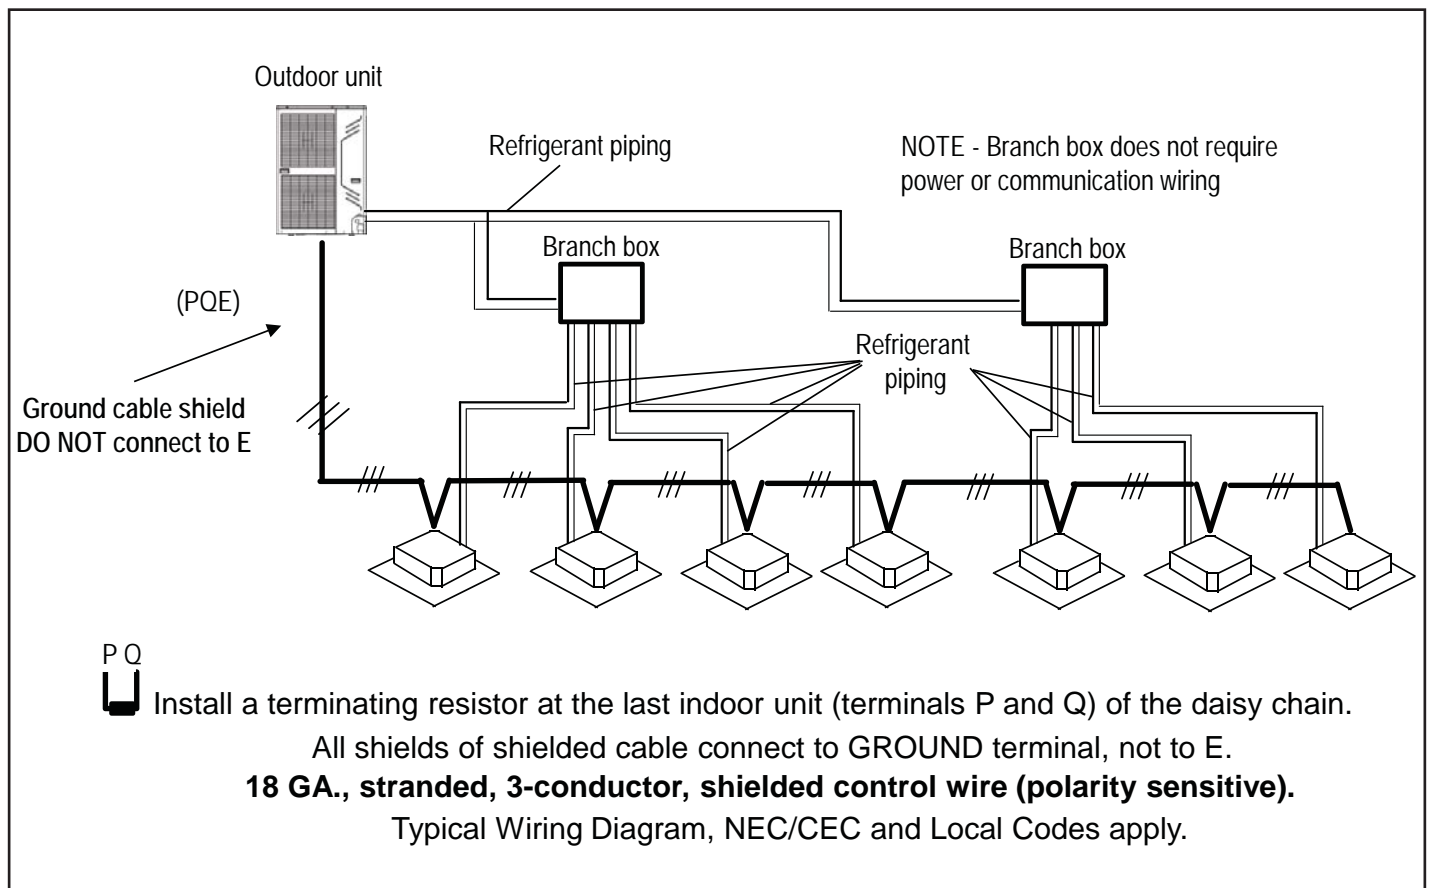 Outdoor unit
Refrigerant piping
NOTE - Branch box does not require
power or communication wiring
Branch box
Branch box
(PQE)
Refrigerant
piping
Ground cable shield
DO NOT connect to E
P Q
Install a terminating resistor at the last indoor unit (terminals P and Q) of the daisy chain.
All shields of shielded cable connect to GROUND terminal, not to E.
18 GA., stranded, 3-conductor, shielded control wire (polarity sensitive).
Typical Wiring Diagram, NEC/CEC and Local Codes apply.